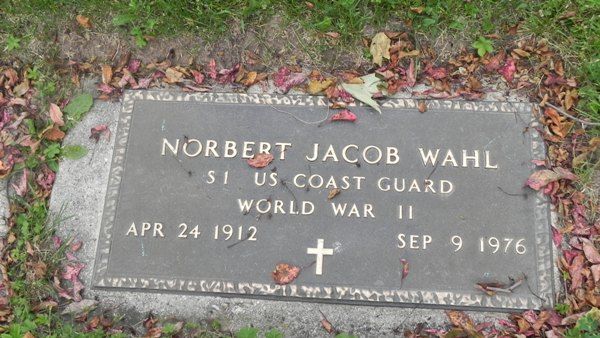 NORBERT JACOB WAHL
S1 US COAST GUARD
WORLD WAR II
APR 24 1912 SEP 9 1976